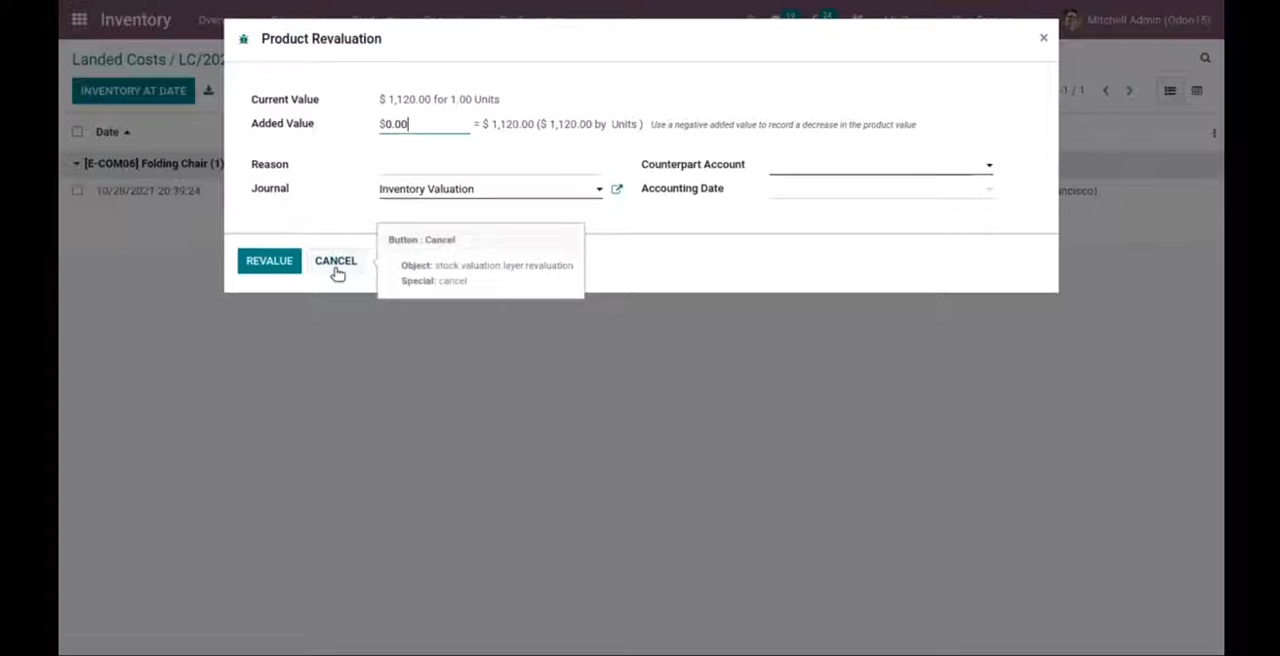 Inventory
19
24
Mitchell Admin (Odoo15)
Product Revaluation
×
Landed Costs / LC/202
INVENTORY AT DATE
Current Value
$ 1,120.00 for 1.00 Units
-1 / 1
Added Value
$0.00
= $ 1,120.00 ($ 1,120.00 by Units ) Use a negative added value to record a decrease in the product value
Date
[E-COM06] Folding Chair (1)
Reason
Counterpart Account
10/28/2021 20:39:24
Journal
Inventory Valuation
Accounting Date
ncisco)
REVALUE
CANCEL
Button : Cancel
Object: stock.valuation.layer.revaluation
Special: cancel